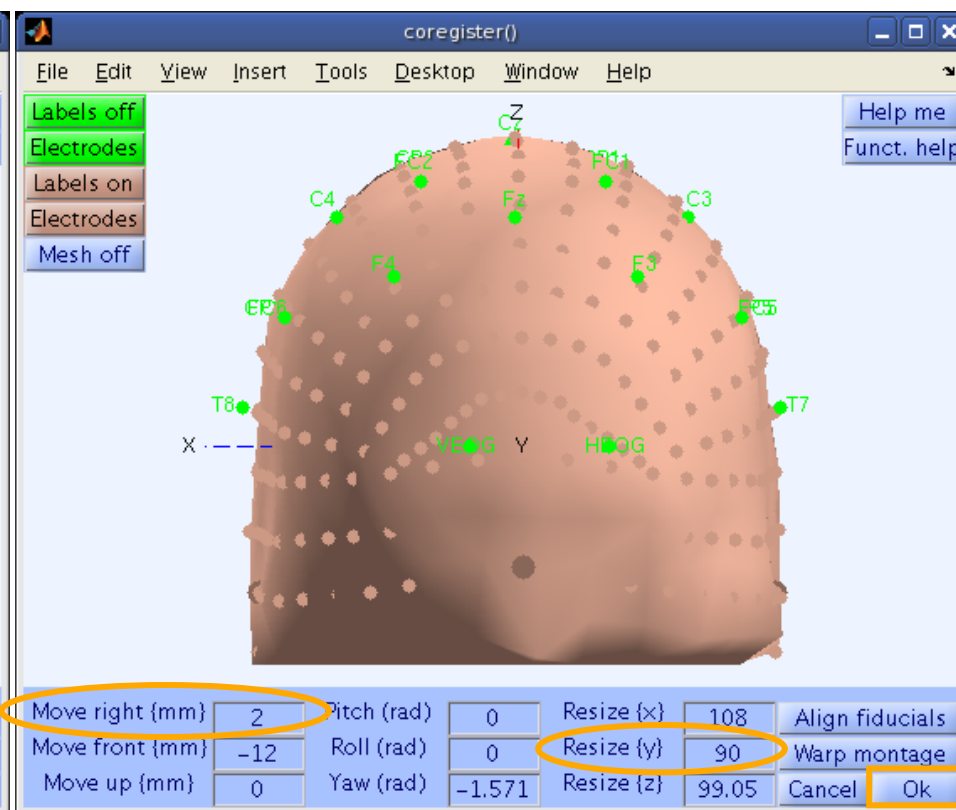 coregister()
File Edit View Insert Tools Desktop Window Help
Labels off
Electrodes
Labels on
Electrodes
Mesh off
Help me
Funct. help
Z
Cz
FC2
FC1
C4
Fz
C3
F4
F3
T8
T7
X
VEOG
Y
HEOG
Move right {mm} 2 Pitch (rad) 0 Resize {x} 108 Align fiducials
Move front {mm} -12 Roll (rad) 0 Resize {y} 90 Warp montage
Move up {mm} 0 Yaw (rad) -1.571 Resize {z} 99.05 Cancel Ok